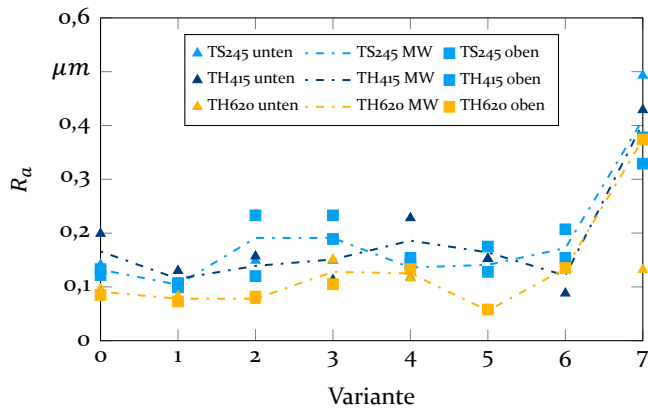 0,6
TS245 unten TS245 MW TS245 oben
µm
TH415 unten TH415 MW TH415 oben
TH620 unten TH620 MW TH620 oben
0,4
0,3
R_a
0,2
0,1
0
0 1 2 3 4 5 6 7
Variante